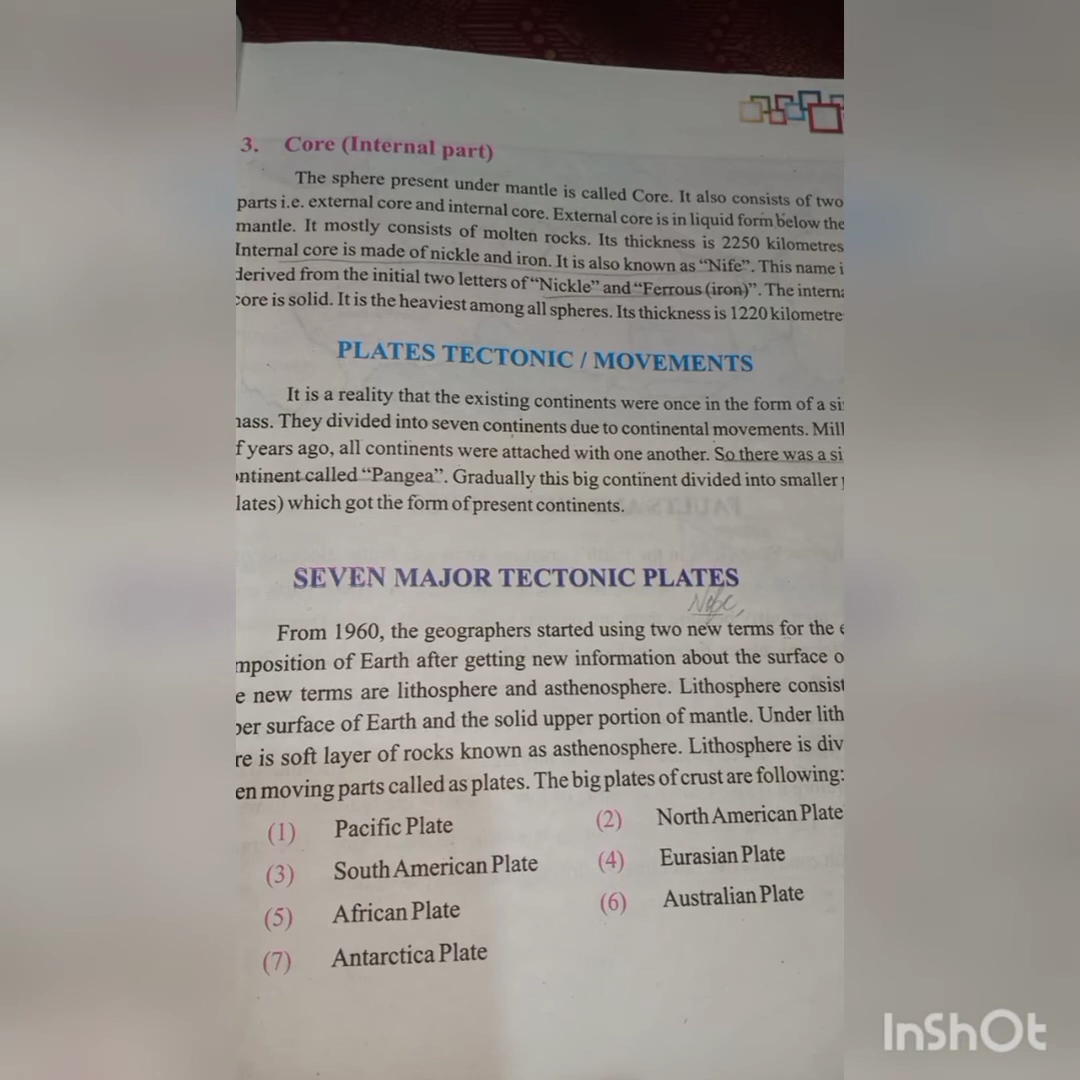 3. Core (Internal part)
The sphere present under mantle is called Core. It also consists of two
parts i.e. external core and internal core. External core is in liquid form below the
mantle. It mostly consists of molten rocks. Its thickness is 2250 kilometres
Internal core is made of nickle and iron. It is also known as “Nife”. This name i
derived from the initial two letters of “Nickle” and “Ferrous (iron)”. The interna
core is solid. It is the heaviest among all spheres. Its thickness is 1220 kilometre
PLATES TECTONIC / MOVEMENTS
It is a reality that the existing continents were once in the form of a si
nass. They divided into seven continents due to continental movements. Mill
f years ago, all continents were attached with one another. So there was a si
ontinent called “Pangea”. Gradually this big continent divided into smaller
lates) which got the form of present continents.
SEVEN MAJOR TECTONIC PLATES
From 1960, the geographers started using two new terms for the e
mposition of Earth after getting new information about the surface o
e new terms are lithosphere and asthenosphere. Lithosphere consist
per surface of Earth and the solid upper portion of mantle. Under lith
re is soft layer of rocks known as asthenosphere. Lithosphere is div
en moving parts called as plates. The big plates of crust are following:
(1) Pacific Plate (2) North American Plate
(3) South American Plate (4) Eurasian Plate
(5) African Plate (6) Australian Plate
(7) Antarctica Plate
InShOt